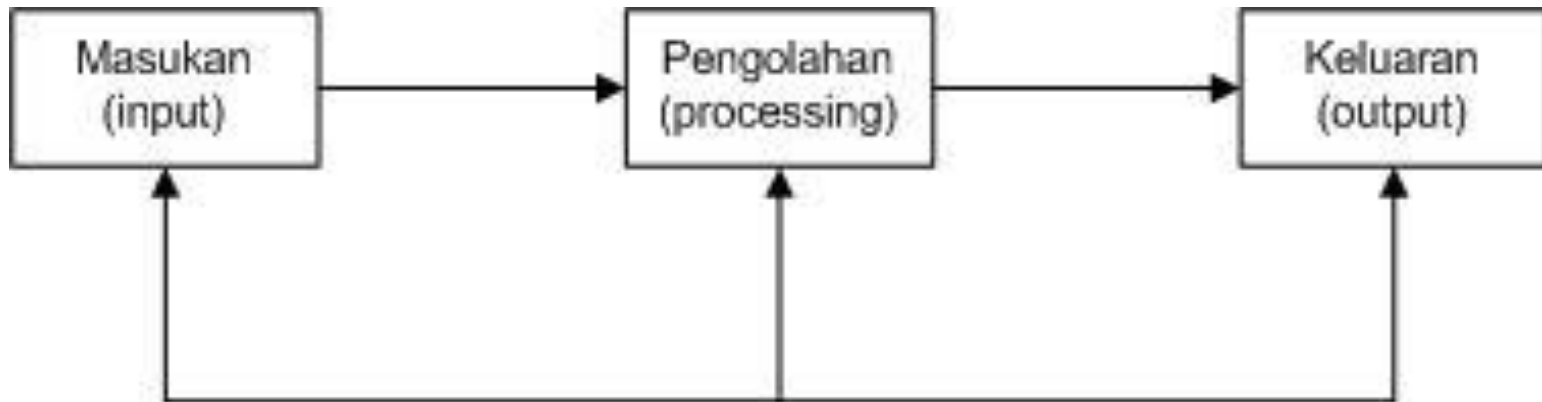 Masukan
(input)
Pengolahan
(processing)
Keluaran
(output)